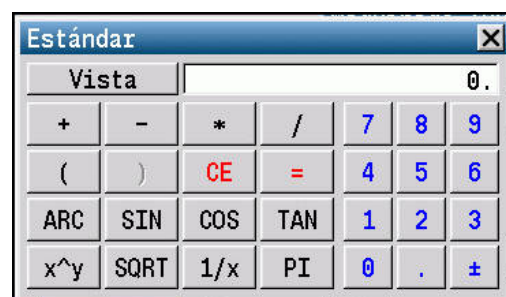 Estándar
Vista 0.
+ - * / 7 8 9
( ) CE = 4 5 6
ARC SIN COS TAN 1 2 3
x^y SQRT 1/x PI 0 . ±